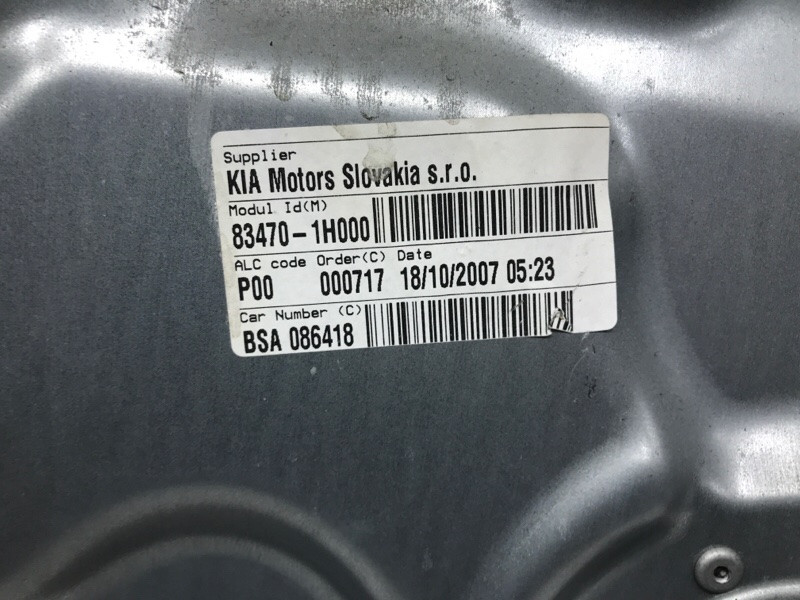 Supplier
KIA Motors Slovakia s.r.o.
Modul Id(M)
83470-1H000
ALC code Order(C) Date
P00 000717 18/10/2007 05:23
Car Number (C)
BSA 086418